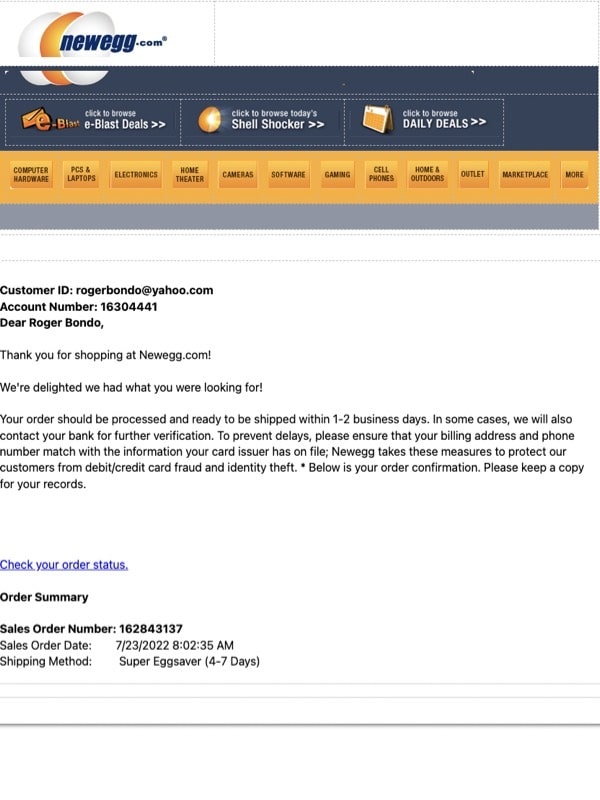 newegg.com®
click to browse
e-Blast e-Blast Deals >>
click to browse today's
Shell Shocker >>
click to browse
DAILY DEALS >>
COMPUTER HARDWARE
PCS & LAPTOPS
ELECTRONICS
HOME THEATER
CAMERAS
SOFTWARE
GAMING
CELL PHONES
HOME & OUTDOORS
OUTLET
MARKETPLACE
MORE
Customer ID: rogerbondo@yahoo.com
Account Number: 16304441
Dear Roger Bondo,
Thank you for shopping at Newegg.com!
We're delighted we had what you were looking for!
Your order should be processed and ready to be shipped within 1-2 business days. In some cases, we will also
contact your bank for further verification. To prevent delays, please ensure that your billing address and phone
number match with the information your card issuer has on file; Newegg takes these measures to protect our
customers from debit/credit card fraud and identity theft. * Below is your order confirmation. Please keep a copy
for your records.
Check your order status.
Order Summary
Sales Order Number: 162843137
Sales Order Date: 7/23/2022 8:02:35 AM
Shipping Method: Super Eggsaver (4-7 Days)